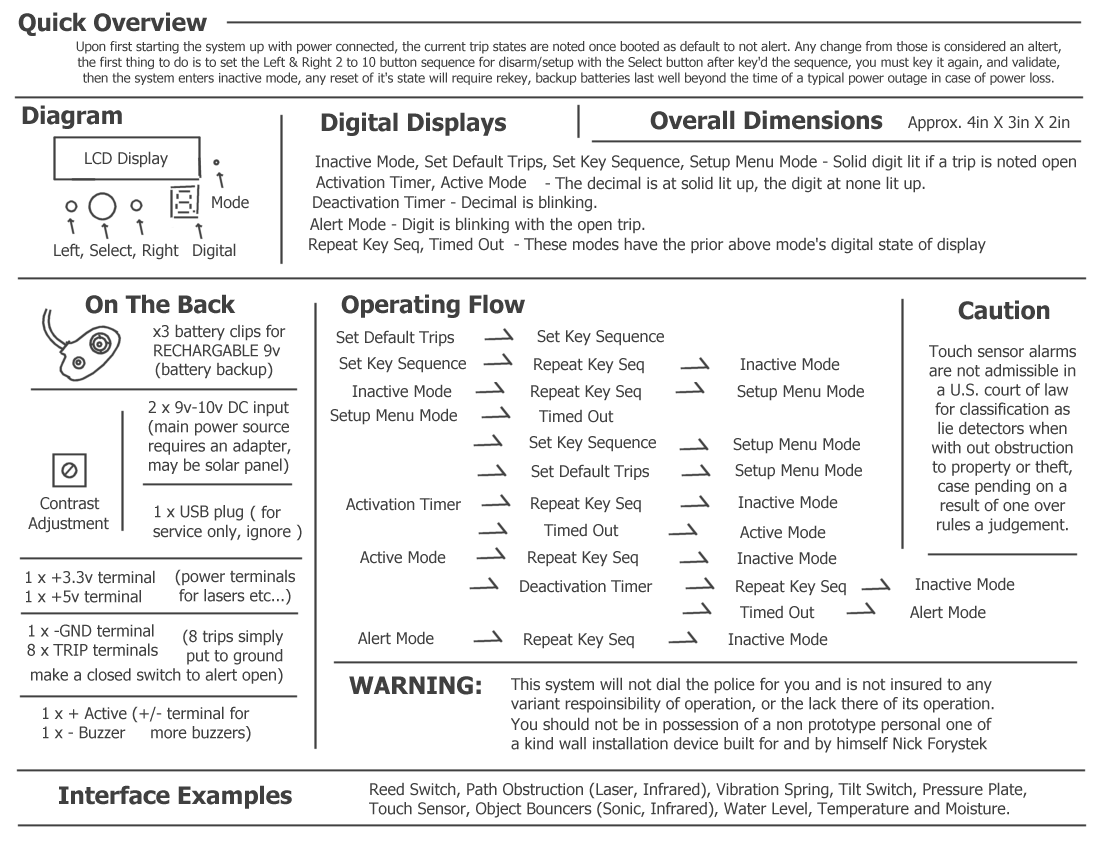 Quick Overview
Upon first starting the system up with power connected, the current trip states are noted once booted as default to not alert. Any change from those is considered an altert,
the first thing to do is to set the Left & Right 2 to 10 button sequence for disarm/setup with the Select button after key'd the sequence, you must key it again, and validate,
then the system enters inactive mode, any reset of it's state will require rekey, backup batteries last well beyond the time of a typical power outage in case of power loss.
Diagram
LCD Display
Mode
Left, Select, Right Digital
Digital Displays
Overall Dimensions Approx. 4in X 3in X 2in
Inactive Mode, Set Default Trips, Set Key Sequence, Setup Menu Mode - Solid digit lit if a trip is noted open
Activation Timer, Active Mode - The decimal is at solid lit up, the digit at none lit up.
Deactivation Timer - Decimal is blinking.
Alert Mode - Digit is blinking with the open trip.
Repeat Key Seq, Timed Out - These modes have the prior above mode's digital state of display
On The Back
x3 battery clips for
RECHARGABLE 9v
(battery backup)
2 x 9v-10v DC input
(main power source
requires an adapter,
may be solar panel)
Contrast
Adjustment
1 x USB plug ( for
service only, ignore )
1 x +3.3v terminal (power terminals
1 x +5v terminal for lasers etc...)
1 x -GND terminal (8 trips simply
8 x TRIP terminals put to ground
make a closed switch to alert open)
1 x + Active (+/- terminal for
1 x - Buzzer more buzzers)
Operating Flow
Set Default Trips Set Key Sequence
Set Key Sequence Repeat Key Seq Inactive Mode
Inactive Mode Repeat Key Seq Setup Menu Mode
Setup Menu Mode Timed Out
Set Key Sequence Setup Menu Mode
Set Default Trips Setup Menu Mode
Activation Timer Repeat Key Seq Inactive Mode
Timed Out Active Mode
Active Mode Repeat Key Seq Inactive Mode
Deactivation Timer Repeat Key Seq Inactive Mode
Timed Out Alert Mode
Alert Mode Repeat Key Seq Inactive Mode
Caution
Touch sensor alarms
are not admissible in
a U.S. court of law
for classification as
lie detectors when
with out obstruction
to property or theft,
case pending on a
result of one over
rules a judgement.
WARNING:
This system will not dial the police for you and is not insured to any
variant respoinsibility of operation, or the lack there of its operation.
You should not be in possession of a non prototype personal one of
a kind wall installation device built for and by himself Nick Forystek
Interface Examples
Reed Switch, Path Obstruction (Laser, Infrared), Vibration Spring, Tilt Switch, Pressure Plate,
Touch Sensor, Object Bouncers (Sonic, Infrared), Water Level, Temperature and Moisture.